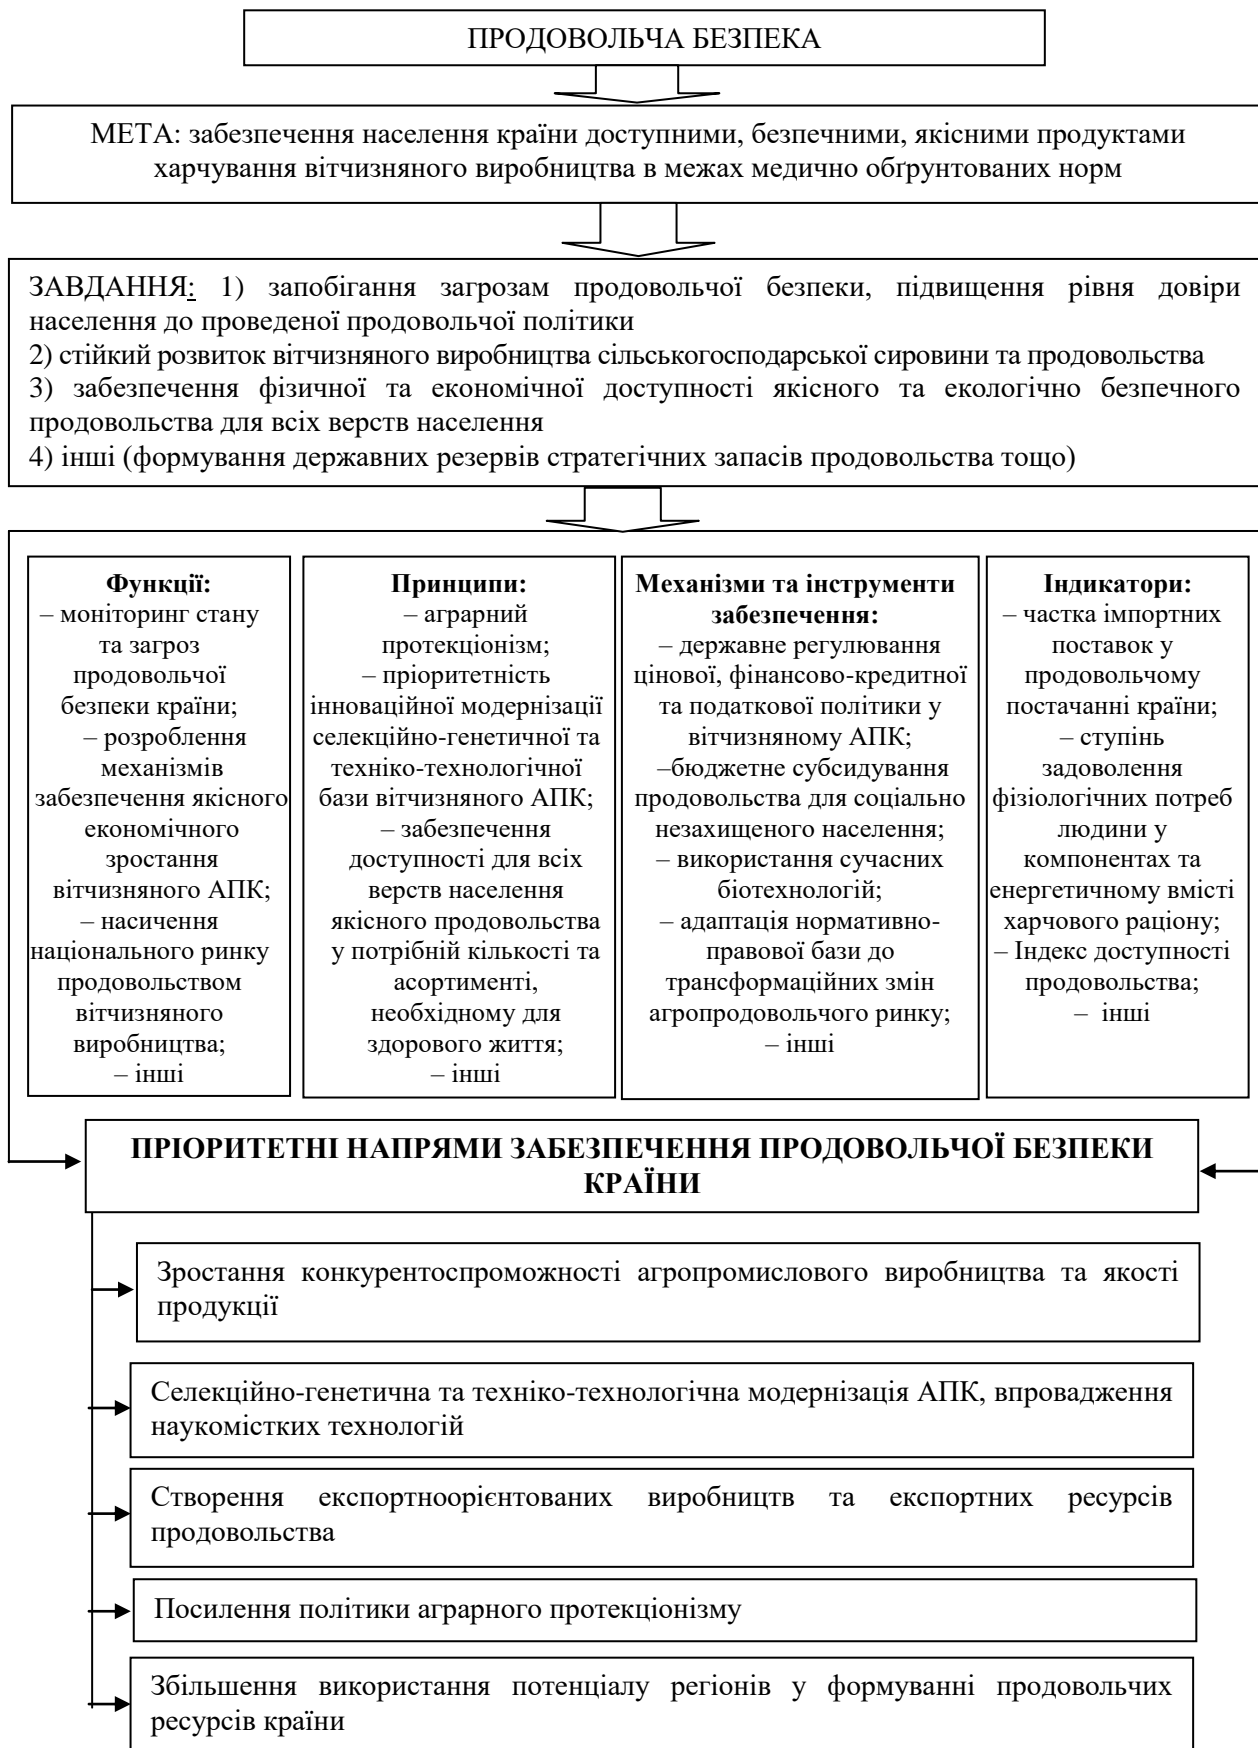 ПРОДОВОЛЬЧА БЕЗПЕКА
МЕТА: забезпечення населення країни доступними, безпечними, якісними продуктами
харчування вітчизняного виробництва в межах медично обґрунтованих норм
ЗАВДАННЯ: 1) запобігання загрозам продовольчої безпеки, підвищення рівня довіри
населення до проведеної продовольчої політики
2) стійкий розвиток вітчизняного виробництва сільськогосподарської сировини та продовольства
3) забезпечення фізичної та економічної доступності якісного та екологічно безпечного
продовольства для всіх верств населення
4) інші (формування державних резервів стратегічних запасів продовольства тощо)
Функції:
– моніторинг стану
та загроз
продовольчої
безпеки країни;
– розроблення
механізмів
забезпечення якісного
економічного
зростання
вітчизняного АПК;
– насичення
національного ринку
продовольством
вітчизняного
виробництва;
– інші
Принципи:
– аграрний
протекціонізм;
– пріоритетність
інноваційної модернізації
селекційно-генетичної та
техніко-технологічної
бази вітчизняного АПК;
– забезпечення
доступності для всіх
верств населення
якісного продовольства
у потрібній кількості та
асортименті,
необхідному для
здорового життя;
– інші
Механізми та інструменти
забезпечення:
– державне регулювання
цінової, фінансово-кредитної
та податкової політики у
вітчизняному АПК;
–бюджетне субсидування
продовольства для соціально
незахищеного населення;
– використання сучасних
біотехнологій;
– адаптація нормативно-
правової бази до
трансформаційних змін
агропродовольчого ринку;
– інші
Індикатори:
– частка імпортних
поставок у
продовольчому
постачанні країни;
– ступінь
задоволення
фізіологічних потреб
людини у
компонентах та
енергетичному вмісті
харчового раціону;
– Індекс доступності
продовольства;
– інші
ПРІОРИТЕТНІ НАПРЯМИ ЗАБЕЗПЕЧЕННЯ ПРОДОВОЛЬЧОЇ БЕЗПЕКИ
КРАЇНИ
Зростання конкурентоспроможності агропромислового виробництва та якості
продукції
Селекційно-генетична та техніко-технологічна модернізація АПК, впровадження
наукомістких технологій
Створення експортноорієнтованих виробництв та експортних ресурсів
продовольства
Посилення політики аграрного протекціонізму
Збільшення використання потенціалу регіонів у формуванні продовольчих
ресурсів країни